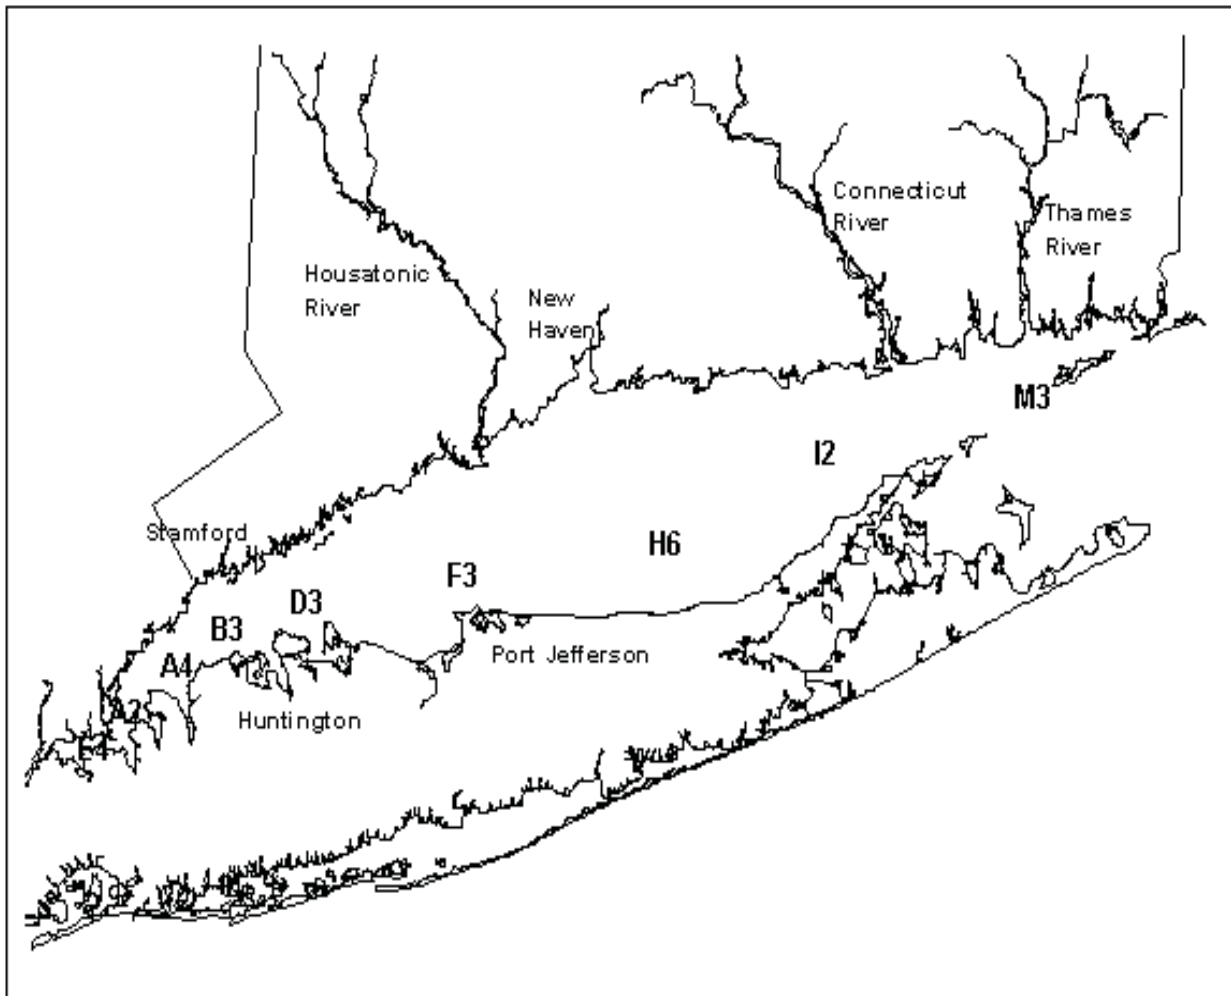 Connecticut
River
Thames
River
Housatonic
River
New
Haven
M3
I2
Stamford
H6
F3
D3
B3
Port Jefferson
A4
Huntington
A2